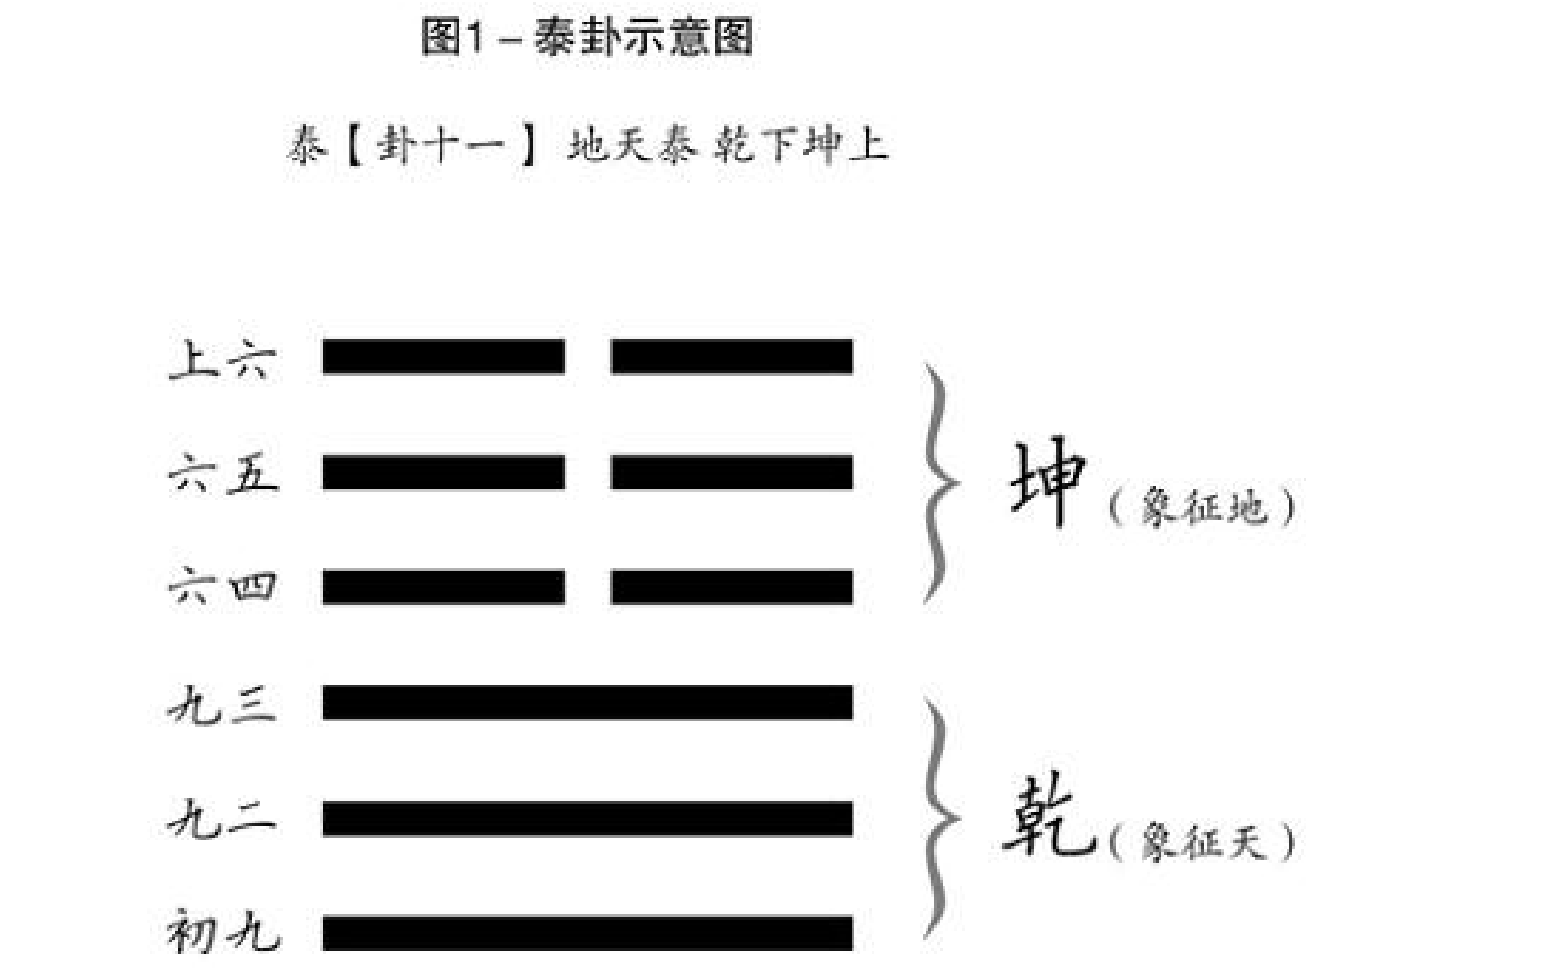 图1 – 泰卦示意图
泰【卦十一】 地天泰 乾下坤上
上六
六五
坤（象征地）
六四
九三
九二
乾（象征天）
初九